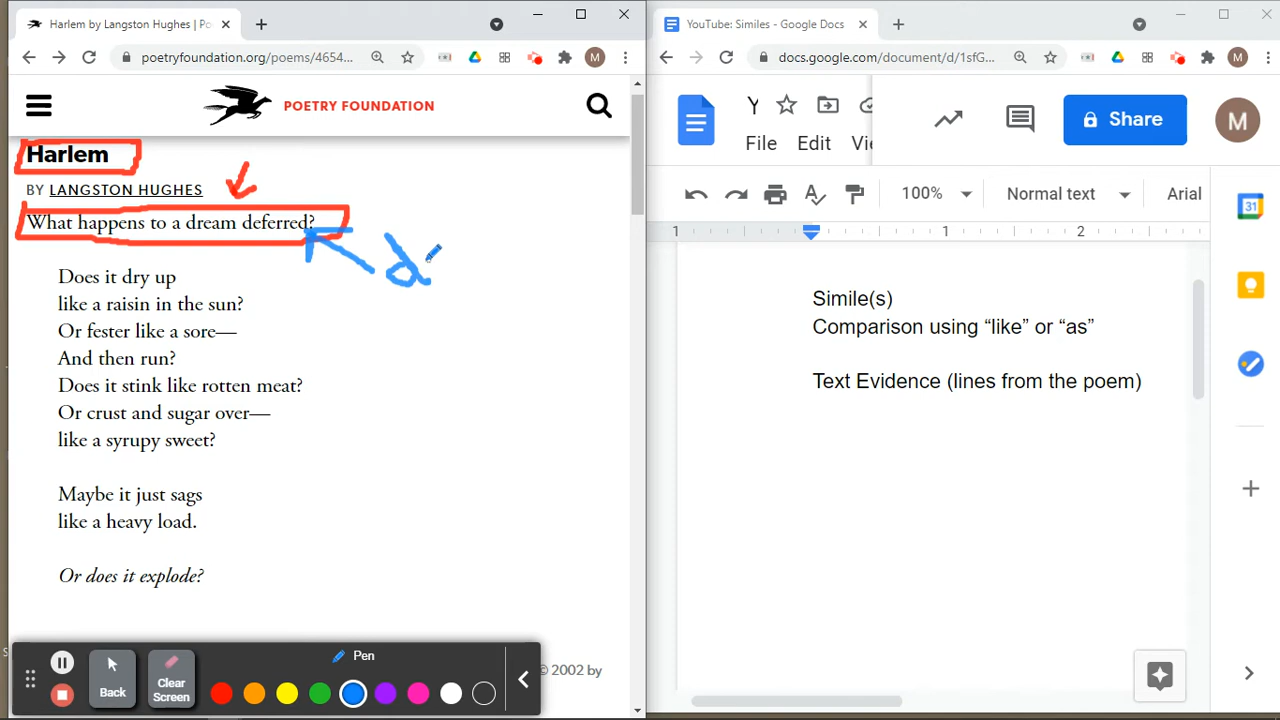 Harlem by Langston Hughes | Po
poetryfoundation.org/poems/4654...
M
POETRY FOUNDATION
Harlem
BY LANGSTON HUGHES
What happens to a dream deferred?
d
Does it dry up
like a raisin in the sun?
Or fester like a sore—
And then run?
Does it stink like rotten meat?
Or crust and sugar over—
like a syrupy sweet?
Maybe it just sags
like a heavy load.
Or does it explode?
© 2002 by
Pen
Back
Clear
Screen
YouTube: Similes - Google Docs
docs.google.com/document/d/1sfG...
M
Y
Share
M
File Edit Vi
100% Normal text Arial
1 1 2
31
Simile(s)
Comparison using “like” or “as”
Text Evidence (lines from the poem)